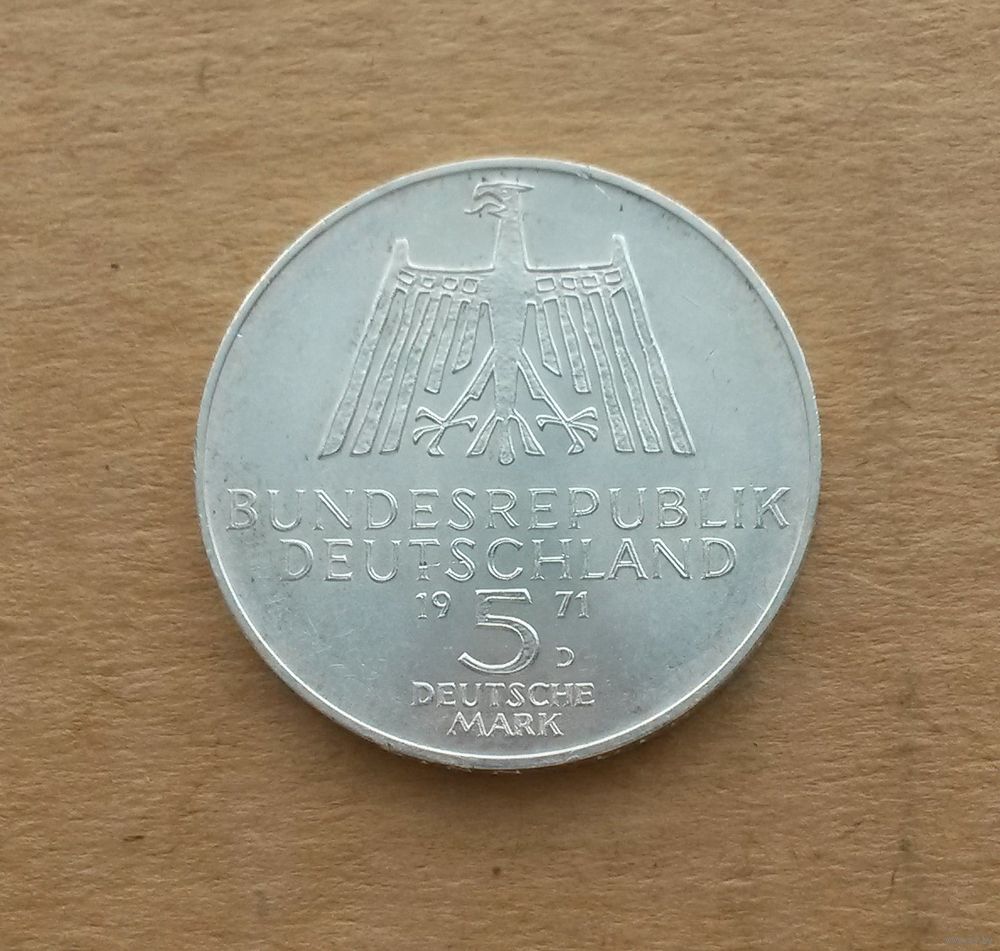 BUNDESREPUBLIK
DEUTSCHLAND
19 5 71
D
DEUTSCHE
MARK